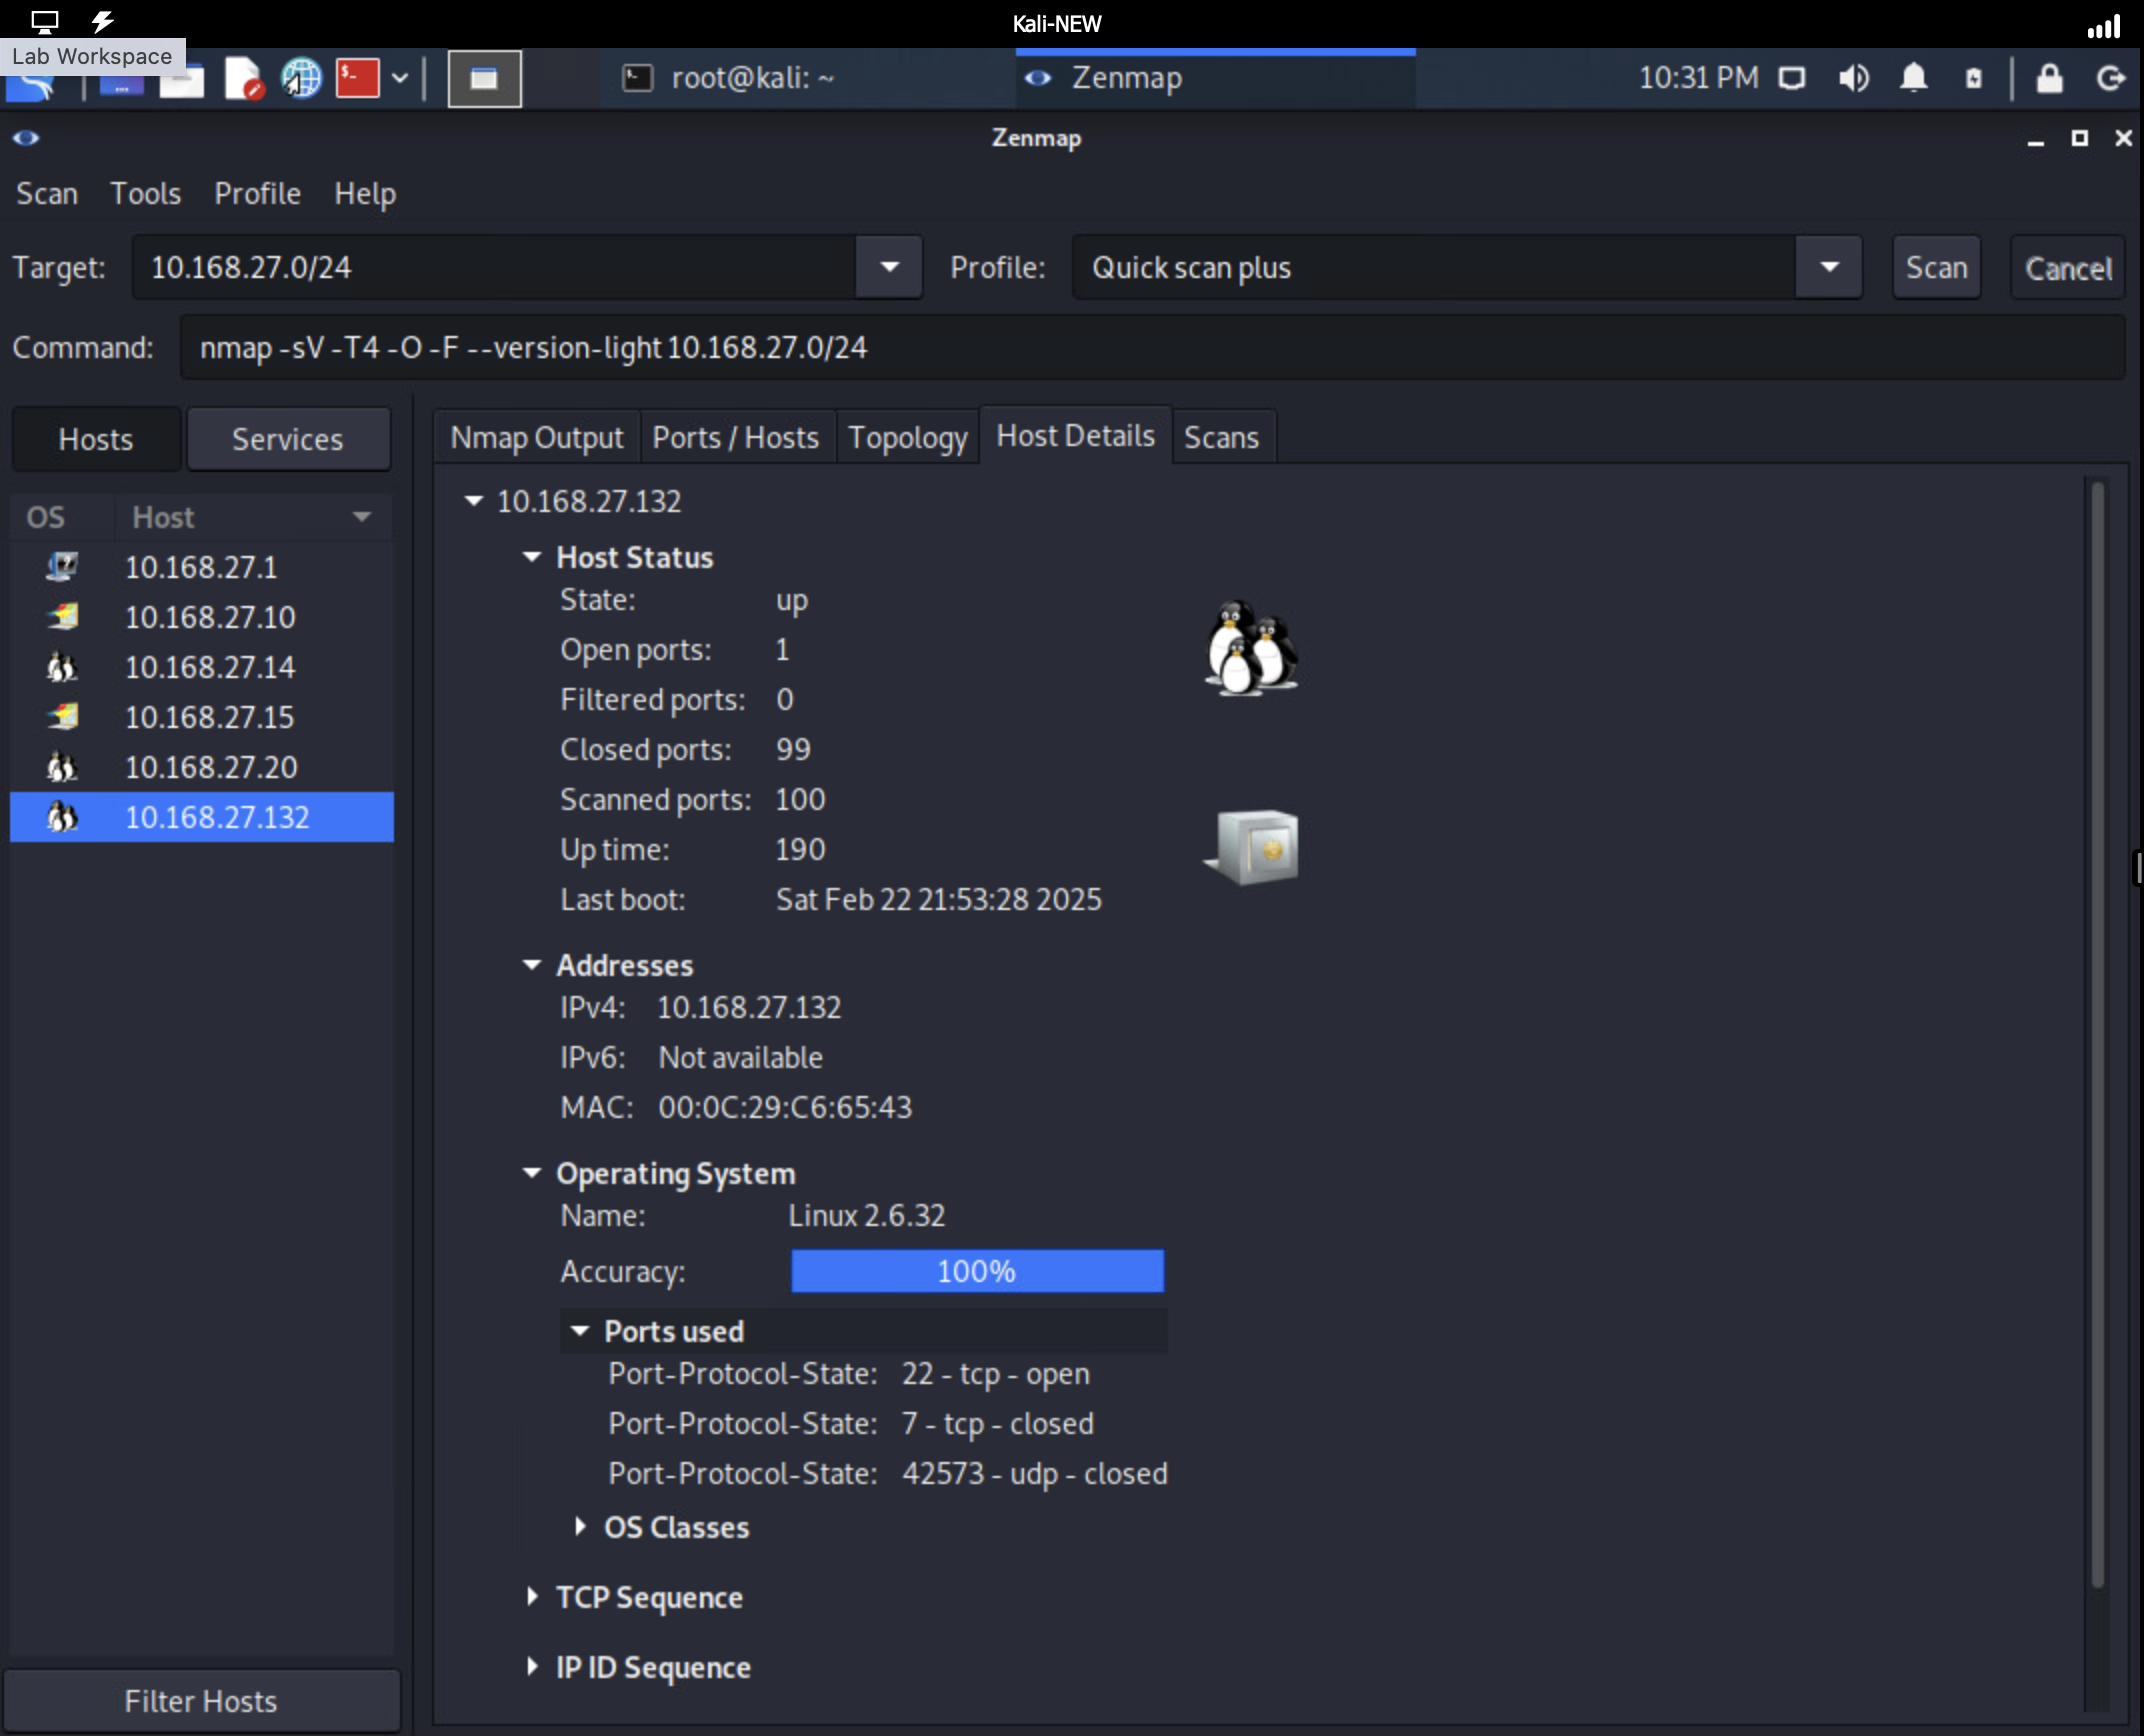 Kali-NEW
Lab Workspace
root@kali: ~
Zenmap
10:31 PM
Zenmap
Scan Tools Profile Help
Target: 10.168.27.0/24 Profile: Quick scan plus Scan Cancel
Command: nmap -sV -T4 -O -F --version-light 10.168.27.0/24
Hosts Services
Nmap Output Ports / Hosts Topology Host Details Scans
OS Host
10.168.27.1
10.168.27.10
10.168.27.14
10.168.27.15
10.168.27.20
10.168.27.132
Filter Hosts
10.168.27.132
Host Status
State: up
Open ports: 1
Filtered ports: 0
Closed ports: 99
Scanned ports: 100
Up time: 190
Last boot: Sat Feb 22 21:53:28 2025
Addresses
IPv4: 10.168.27.132
IPv6: Not available
MAC: 00:0C:29:C6:65:43
Operating System
Name: Linux 2.6.32
Accuracy: 100%
Ports used
Port-Protocol-State: 22 - tcp - open
Port-Protocol-State: 7 - tcp - closed
Port-Protocol-State: 42573 - udp - closed
OS Classes
TCP Sequence
IP ID Sequence